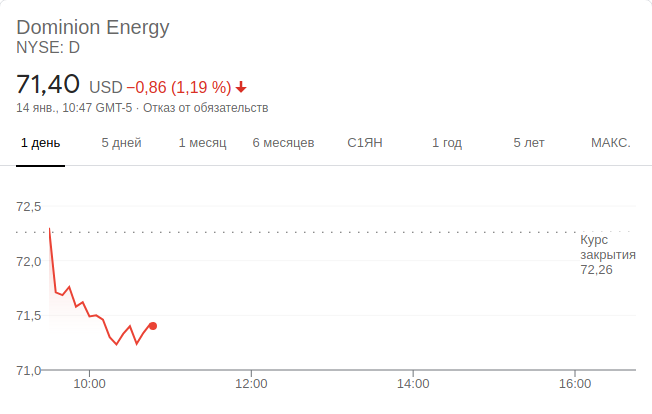 Dominion Energy
NYSE: D
71,40 USD −0,86 (1,19 %)
14 янв., 10:47 GMT-5 · Отказ от обязательств
1 день 5 дней 1 месяц 6 месяцев С1ЯН 1 год 5 лет МАКС.
72,5
Курс
закрытия
72,26
72,0
71,5
71,0
10:00 12:00 14:00 16:00